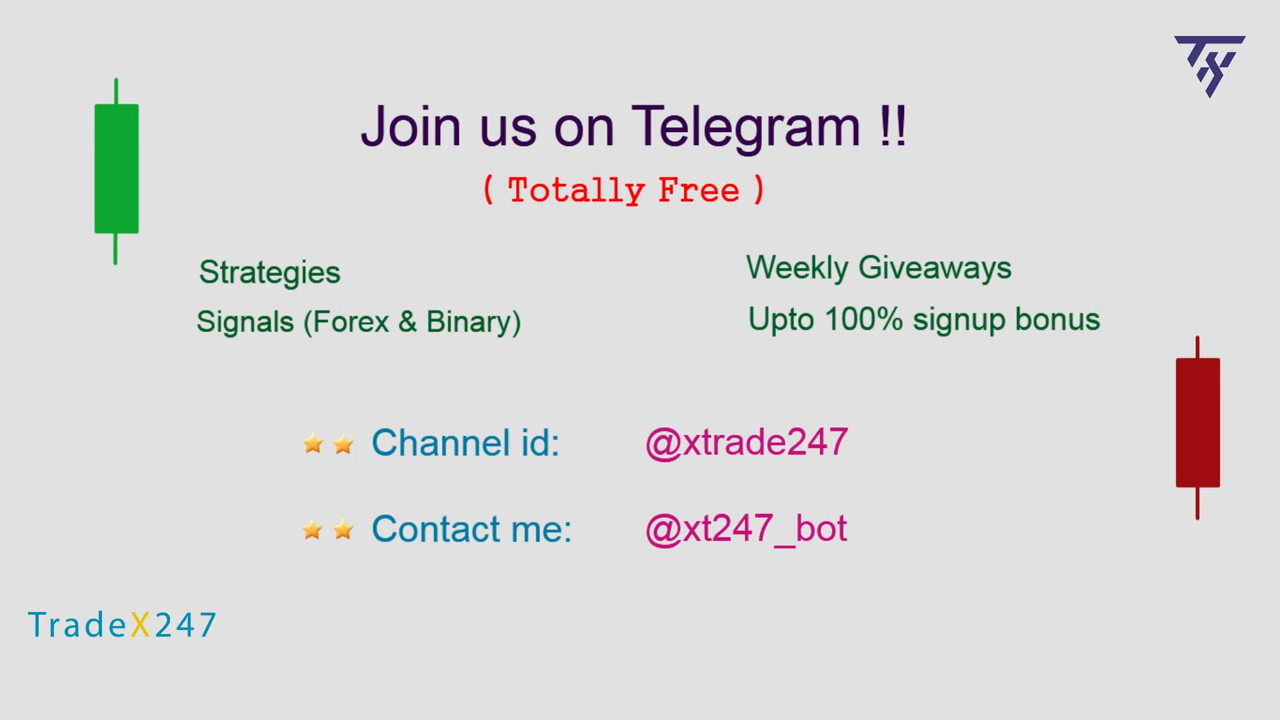 Join us on Telegram !!
( Totally Free )
Strategies
Signals (Forex & Binary)
Weekly Giveaways
Upto 100% signup bonus
Channel id: @xtrade247
Contact me: @xt247_bot
TradeX247